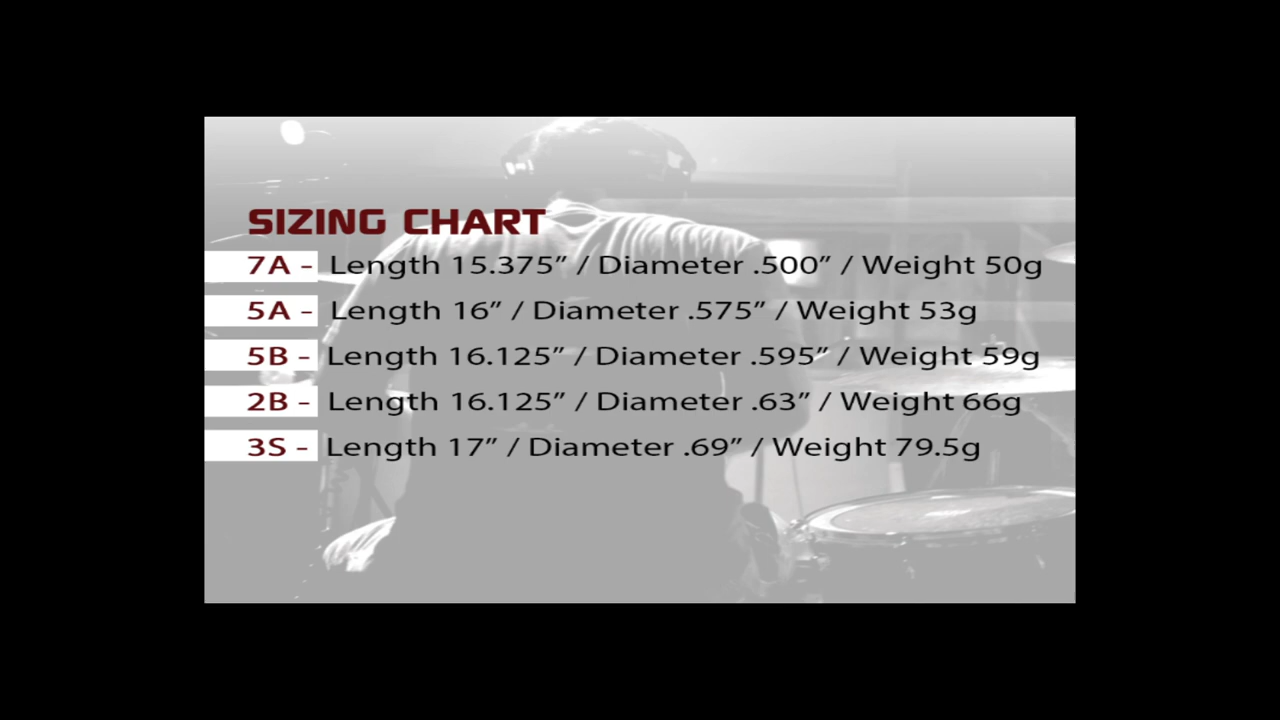 SIZING CHART
7A - Length 15.375” / Diameter .500” / Weight 50g
5A - Length 16” / Diameter .575” / Weight 53g
5B - Length 16.125” / Diameter .595” / Weight 59g
2B - Length 16.125” / Diameter .63” / Weight 66g
3S - Length 17” / Diameter .69” / Weight 79.5g